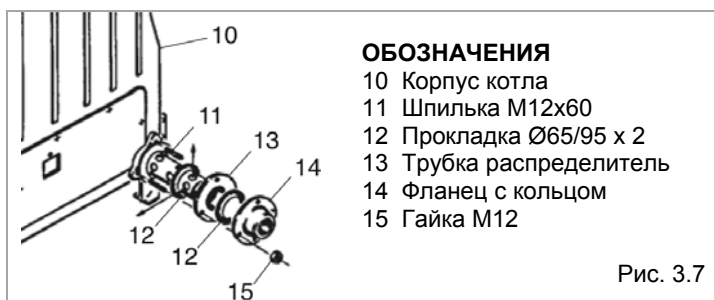 10
11
13
14
12
12
15
ОБОЗНАЧЕНИЯ
10 Корпус котла
11 Шпилька М12х60
12 Прокладка Ø65/95 x 2
13 Трубка распределитель
14 Фланец с кольцом
15 Гайка М12
Рис. 3.7